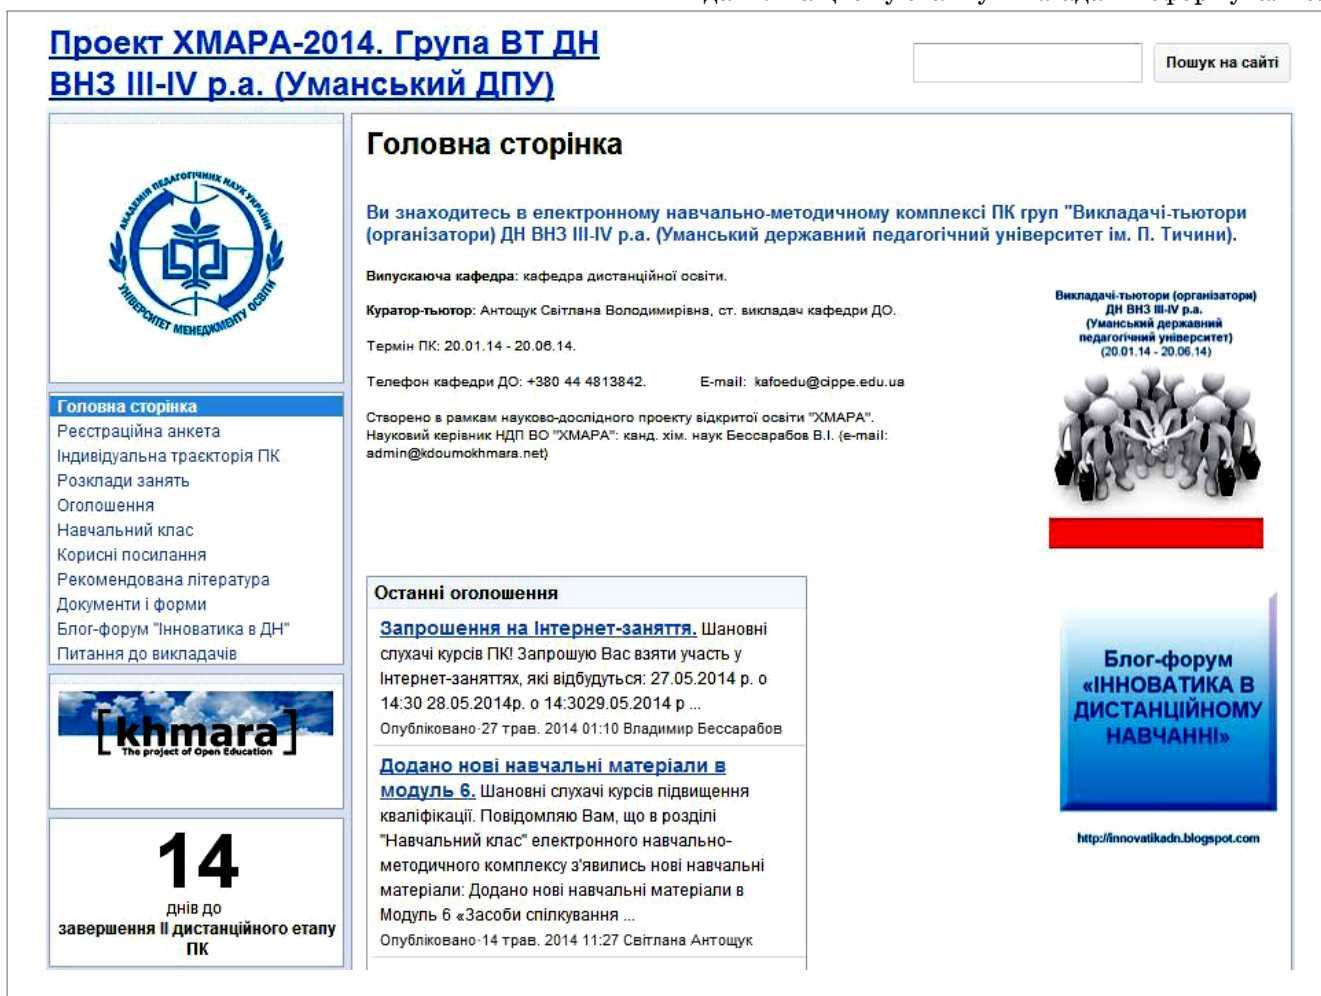 Проект ХМАРА-2014. Група ВТ ДН
ВНЗ III-IV р.а. (Уманський ДПУ)
Пошук на сайті
АКАДЕМІЯ ПЕДАГОГІЧНИХ НАУК УКРАЇНИ
УНІВЕРСИТЕТ МЕНЕДЖМЕНТУ ОСВІТИ
Головна сторінка
Реєстраційна анкета
Індивідуальна траєкторія ПК
Розклади занять
Оголошення
Навчальний клас
Корисні посилання
Рекомендована література
Документи і форми
Блог-форум "Інноватика в ДН"
Питання до викладачів
[khmara]
The project of Open Education
14
днів до
завершення ІІ дистанційного етапу
ПК
Головна сторінка
Ви знаходитесь в електронному навчально-методичному комплексі ПК груп "Викладачі-тьютори
(організатори) ДН ВНЗ III-IV р.а. (Уманський державний педагогічний університет ім. П. Тичини).
Випускаюча кафедра: кафедра дистанційної освіти.
Куратор-тьютор: Антощук Світлана Володимирівна, ст. викладач кафедри ДО.
Термін ПК: 20.01.14 - 20.06.14.
Телефон кафедри ДО: +380 44 4813842. E-mail: kafoedu@cippe.edu.ua
Створено в рамкам науково-дослідного проекту відкритої освіти "ХМАРА".
Науковий керівник НДП ВО "ХМАРА": канд. хім. наук Бессарабов В.І. (e-mail:
admin@kdoumokhmara.net)
Викладачі-тьютори (організатори)
ДН ВНЗ III-IV р.а.
(Уманський державний
педагогічний університет)
(20.01.14 - 20.06.14)
Останні оголошення
Запрошення на Інтернет-заняття. Шановні
слухачі курсів ПК! Запрошую Вас взяти участь у
Інтернет-заняттях, які відбудуться: 27.05.2014 р. о
14:30 28.05.2014р. о 14:3029.05.2014 р ...
Опубліковано·27 трав. 2014 01:10 Владимир Бессарабов
Додано нові навчальні матеріали в
модуль 6. Шановні слухачі курсів підвищення
кваліфікації. Повідомляю Вам, що в розділі
"Навчальний клас" електронного навчально-
методичного комплексу з'явились нові навчальні
матеріали: Додано нові навчальні матеріали в
Модуль 6 «Засоби спілкування ...
Опубліковано·14 трав. 2014 11:27 Світлана Антощук
Блог-форум
«ІННОВАТИКА В
ДИСТАНЦІЙНОМУ
НАВЧАННІ»
http://innovatikadn.blogspot.com